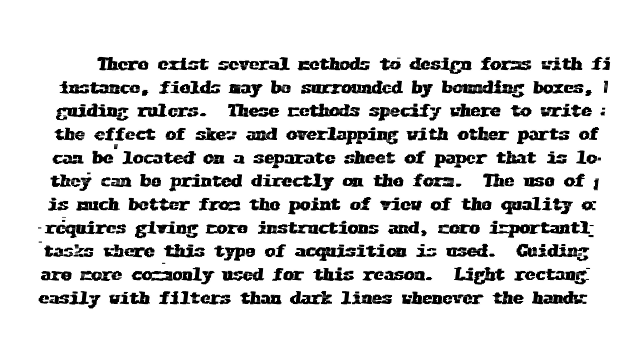 There exist several methods to design forms with fi
instance, fields may be surrounded by bounding boxes,
guiding rulers. These methods specify where to write
the effect of skew and overlapping with other parts of
can be located on a separate sheet of paper that is lo
they can be printed directly on the form. The use of
is much better from the point of view of the quality o
requires giving more instructions and, more importantl
tasks where this type of acquisition is used. Guiding
are more commonly used for this reason. Light rectang
easily with filters than dark lines whenever the handw